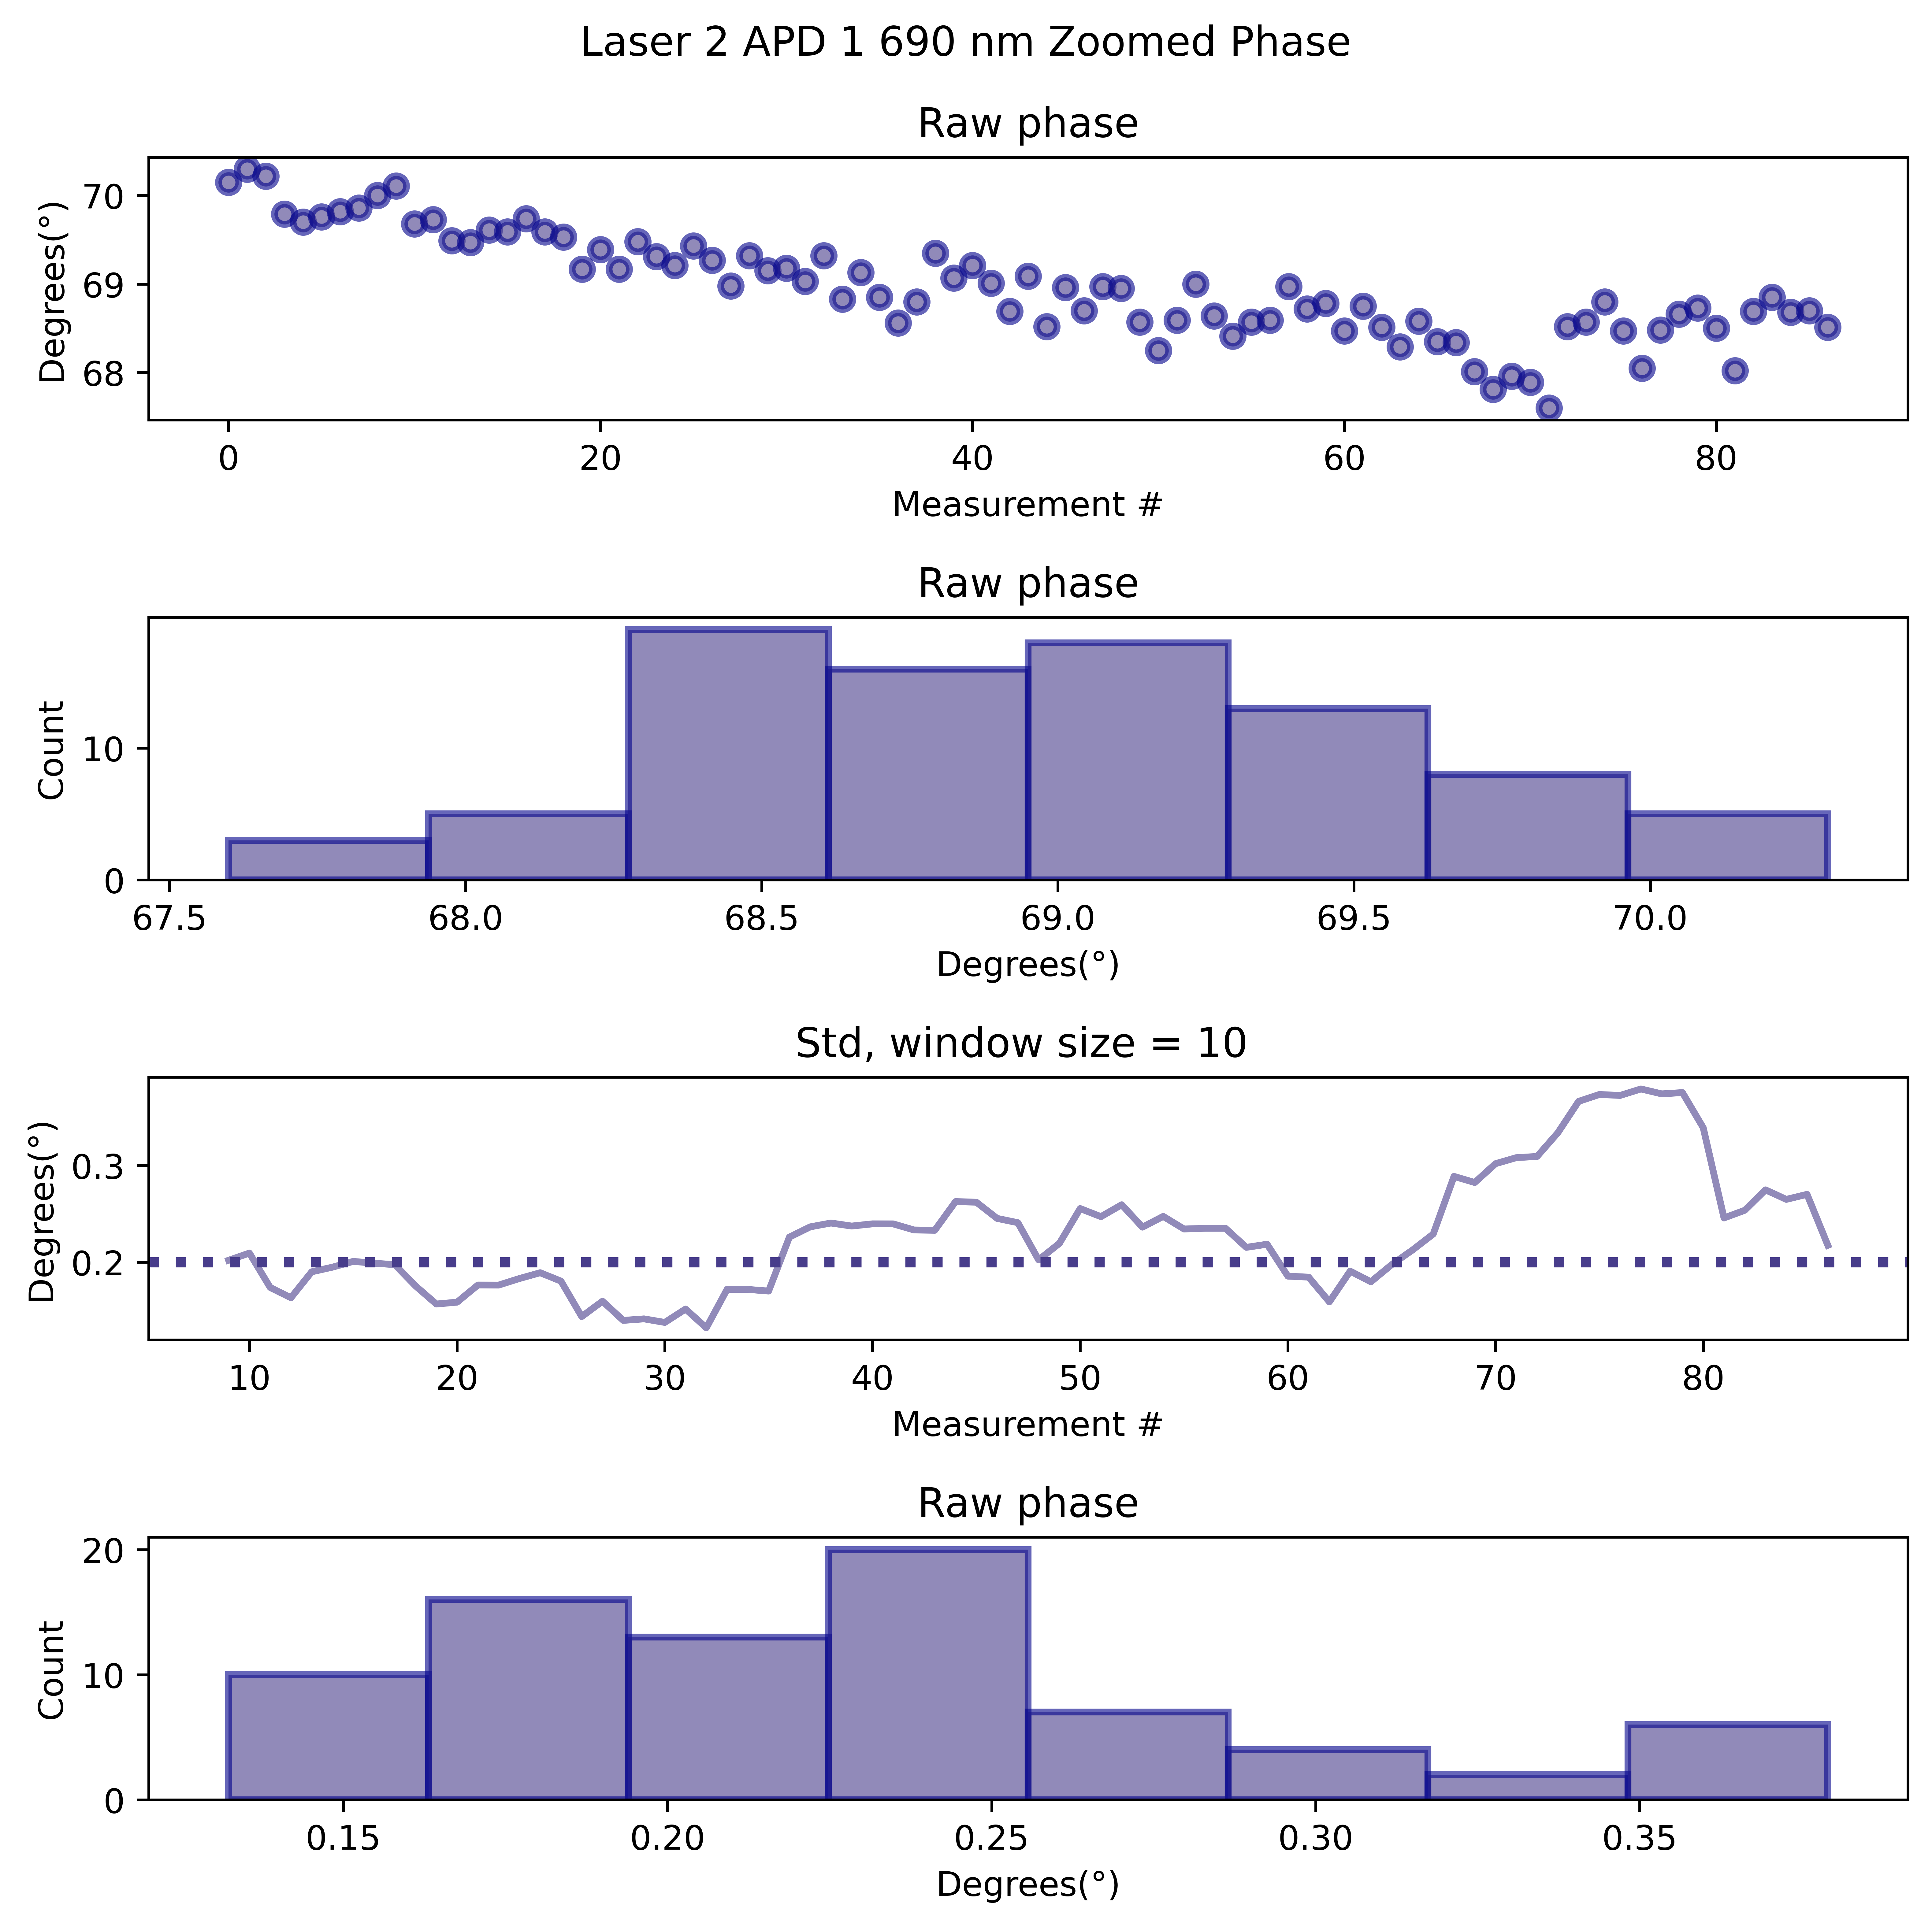 Laser 2 APD 1 690 nm Zoomed Phase
Raw phase
Degrees(°)
70
69
68
0 20 40 60 80
Measurement #
Raw phase
Count
10
0
67.5 68.0 68.5 69.0 69.5 70.0
Degrees(°)
Std, window size = 10
Degrees(°)
0.3
0.2
10 20 30 40 50 60 70 80
Measurement #
Raw phase
Count
20
10
0
0.15 0.20 0.25 0.30 0.35
Degrees(°)